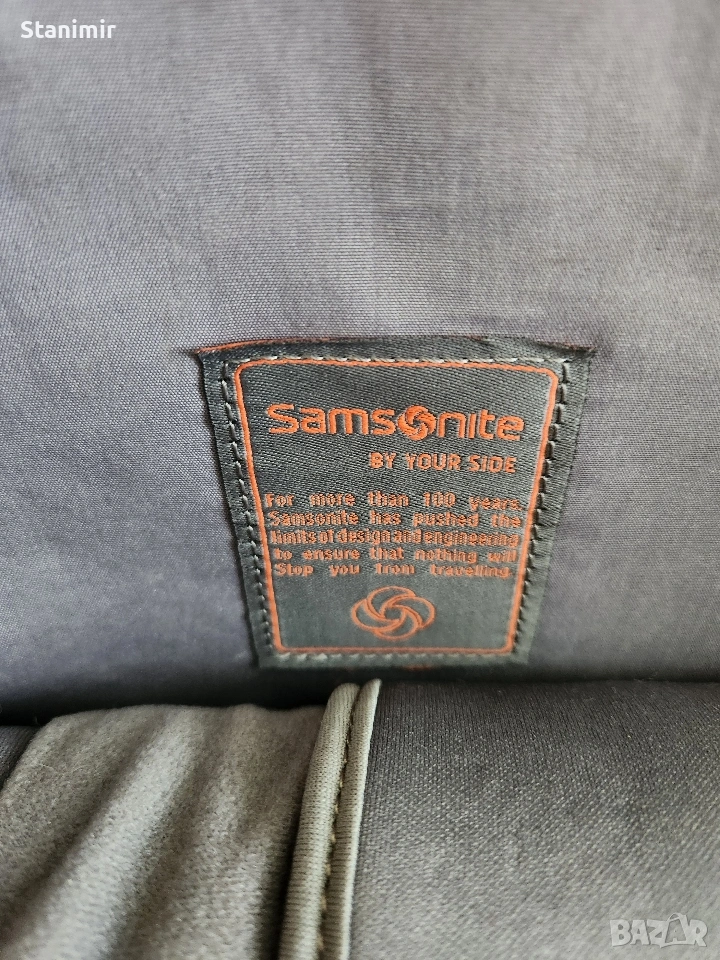 Stanimir
Samsonite
BY YOUR SIDE
For more than 100 years
Samsonite has pushed the
limits of design and engineering
to ensure that nothing will
Stop you from travelling.
BAZAR